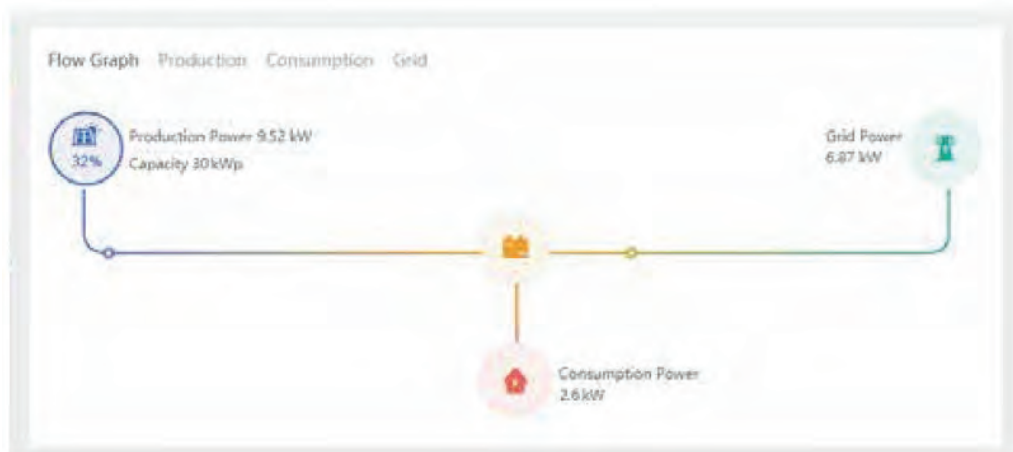 Flow Graph Production Consumption Grid
Production Power 9.52 kW
Capacity 30 kWp
32%
Grid Power
6.87 kW
Consumption Power
2.6 kW